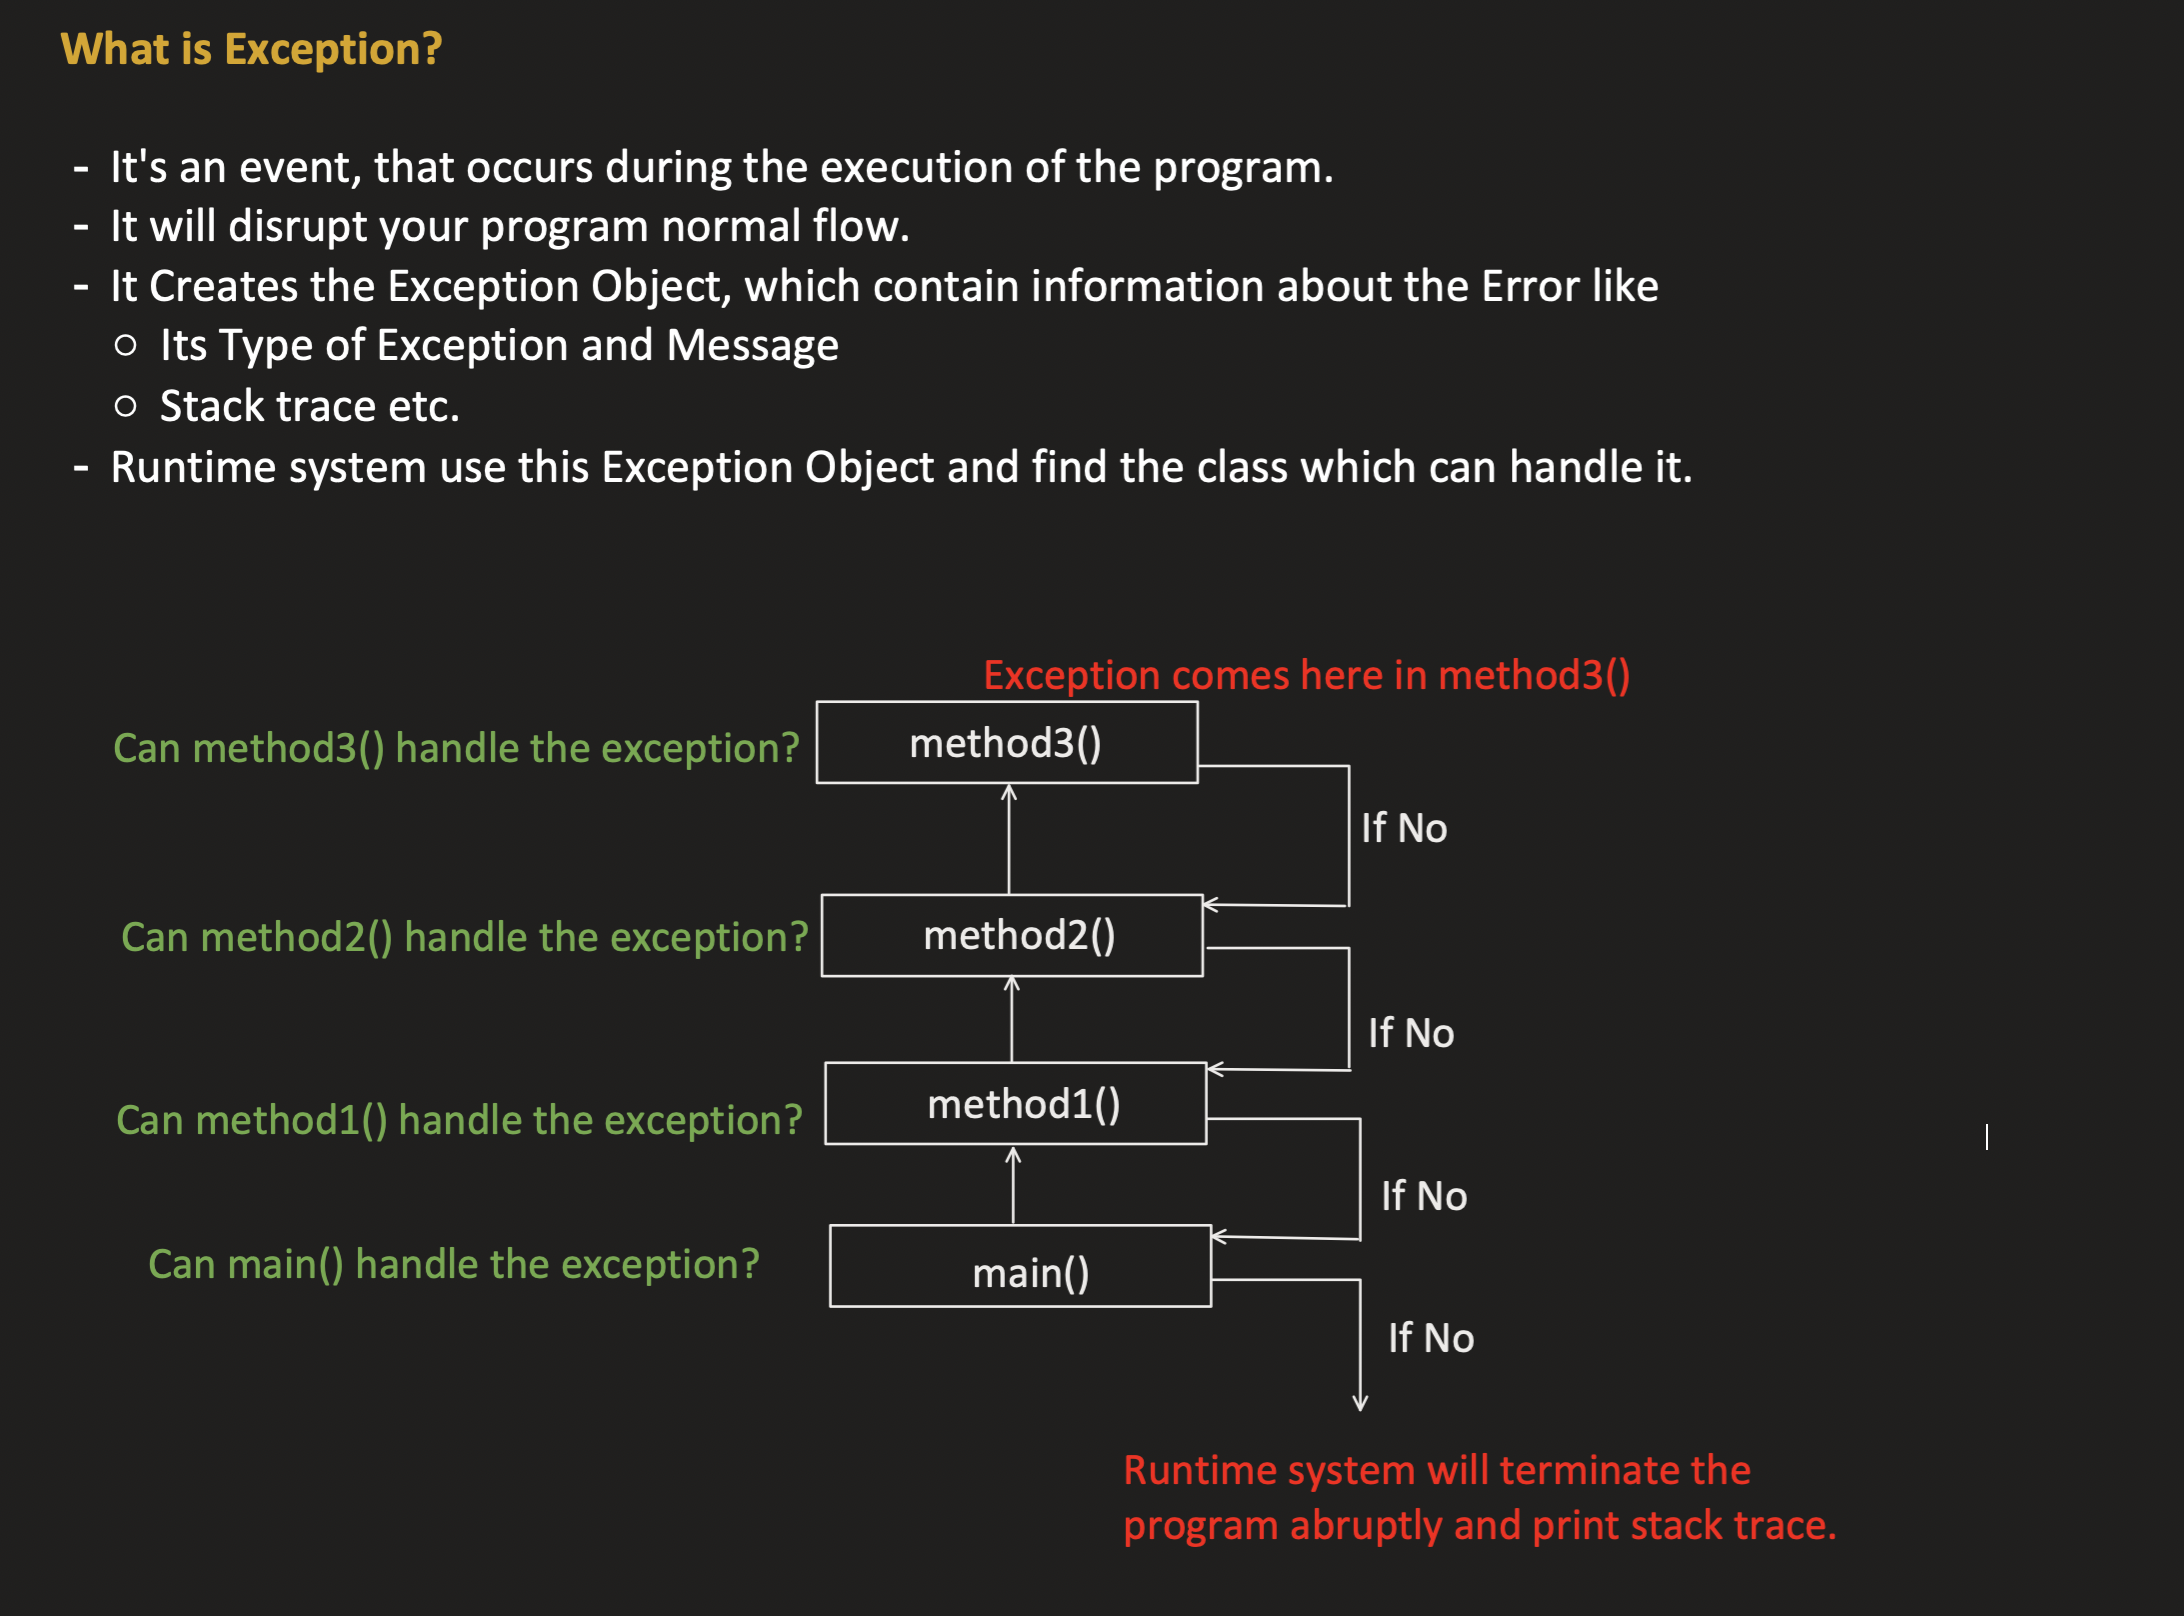 What is Exception?
- It's an event, that occurs during the execution of the program.
- It will disrupt your program normal flow.
- It Creates the Exception Object, which contain information about the Error like
○ Its Type of Exception and Message
○ Stack trace etc.
- Runtime system use this Exception Object and find the class which can handle it.
Exception comes here in method3()
Can method3() handle the exception?
method3()
If No
Can method2() handle the exception?
method2()
If No
Can method1() handle the exception?
method1()
If No
Can main() handle the exception?
main()
If No
Runtime system will terminate the
program abruptly and print stack trace.